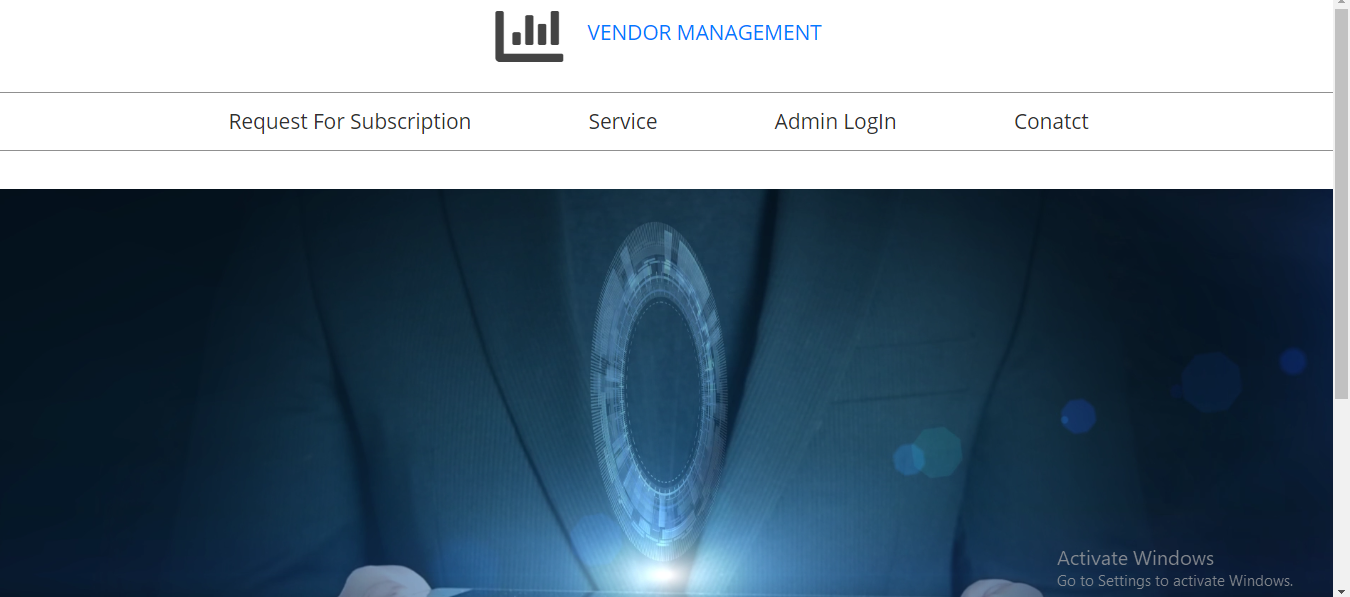 VENDOR MANAGEMENT
Request For Subscription Service Admin LogIn Conatct
Activate Windows
Go to Settings to activate Windows.